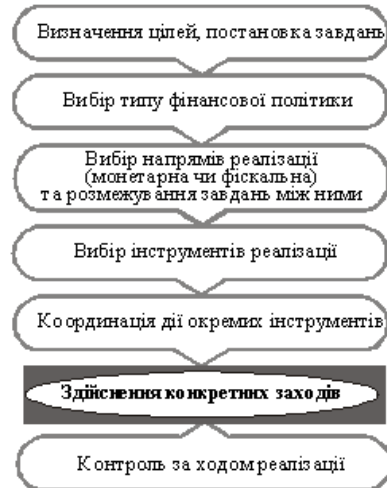 Визначення цілей, постановка завдань
Вибір типу фінансової політики
Вибір напрямів реалізації
(монетарна чи фіскальна)
та розмежування завдань між ними
Вибір інструментів реалізації
Координація дії окремих інструментів
Здійснення конкретних заходів
Контроль за ходом реалізації